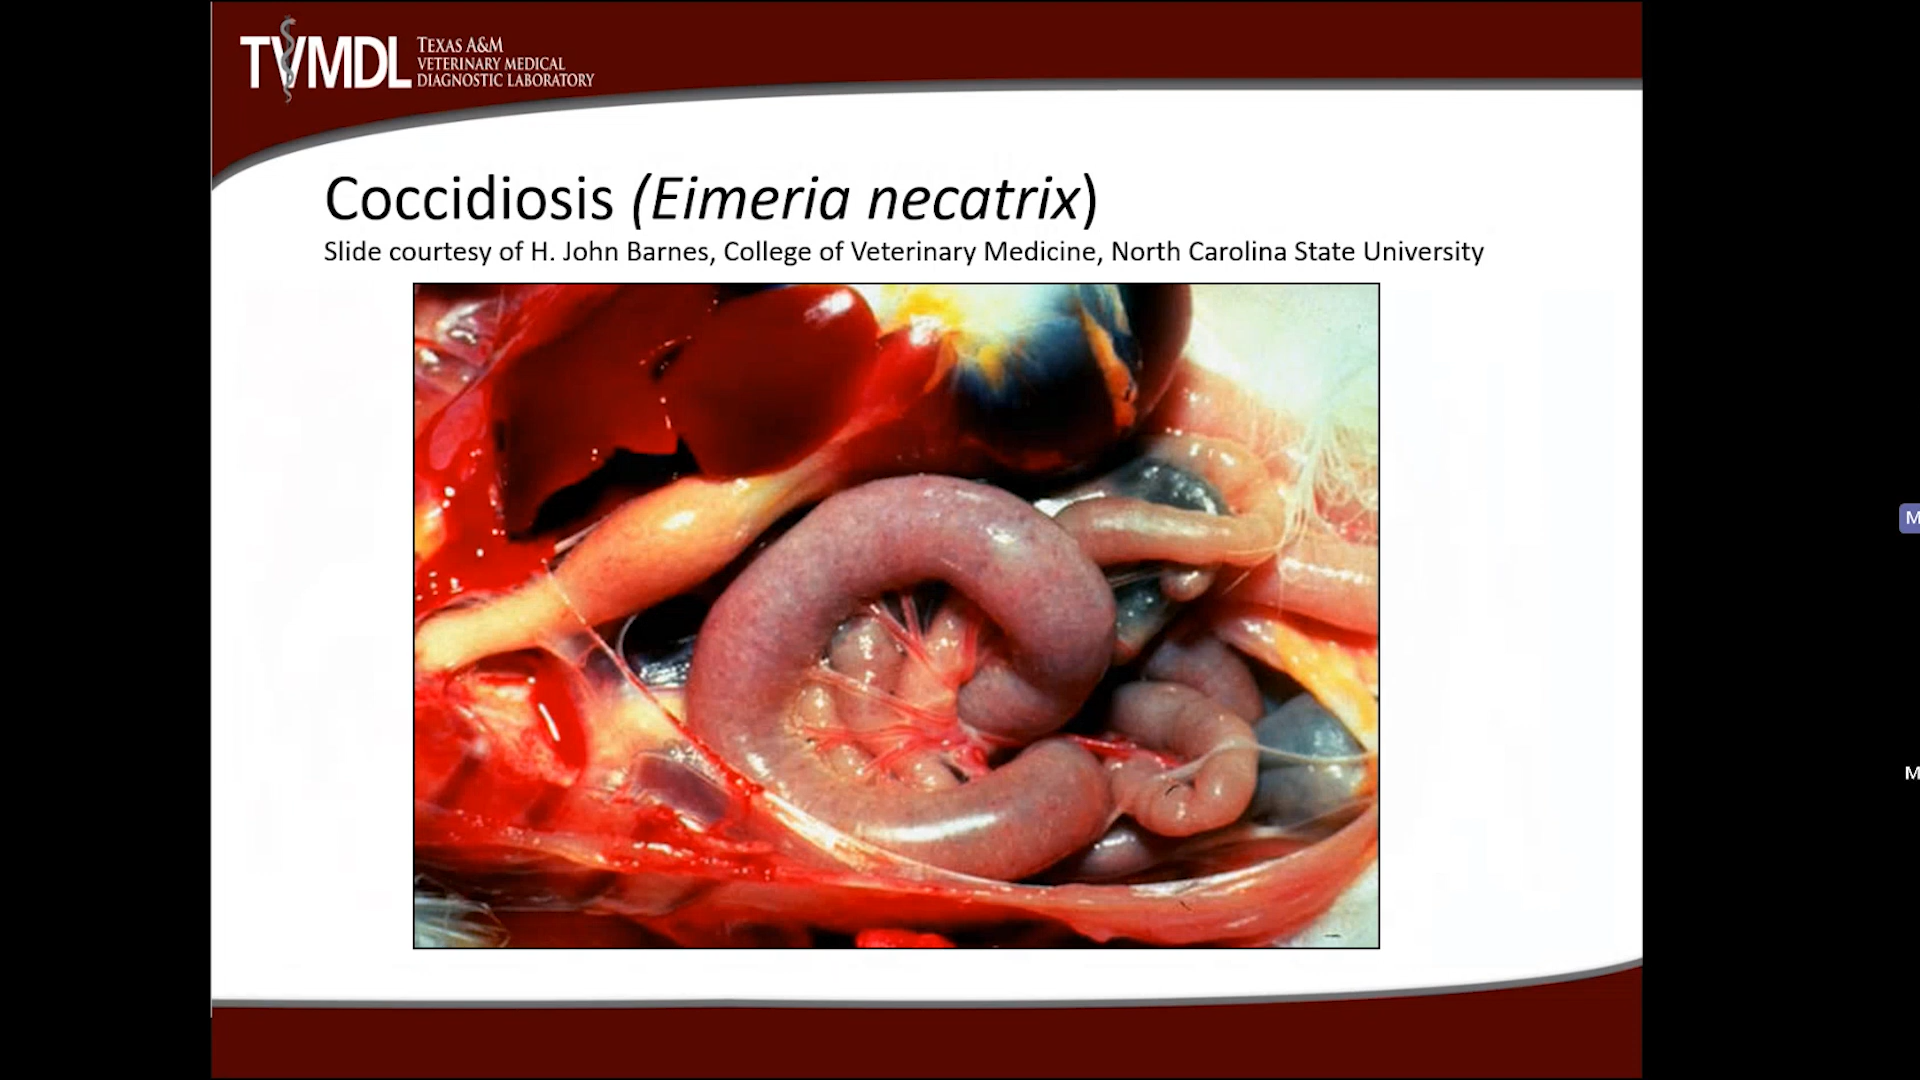 TVMDL
TEXAS A&M
VETERINARY MEDICAL
DIAGNOSTIC LABORATORY
Coccidiosis (Eimeria necatrix)
Slide courtesy of H. John Barnes, College of Veterinary Medicine, North Carolina State University
M
M